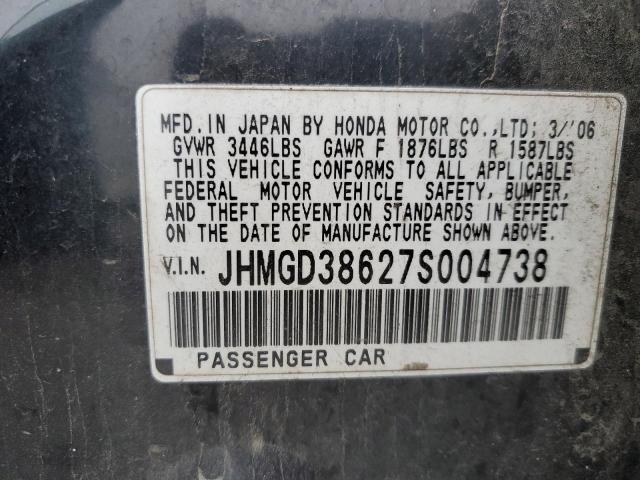 MFD. IN JAPAN BY HONDA MOTOR CO.,LTD; 3/'06
GVWR 3446LBS GAWR F 1876LBS R 1587LBS
THIS VEHICLE CONFORMS TO ALL APPLICABLE
FEDERAL MOTOR VEHICLE SAFETY, BUMPER,
AND THEFT PREVENTION STANDARDS IN EFFECT
ON THE DATE OF MANUFACTURE SHOWN ABOVE.
V.I.N. JHMGD38627S004738
PASSENGER CAR